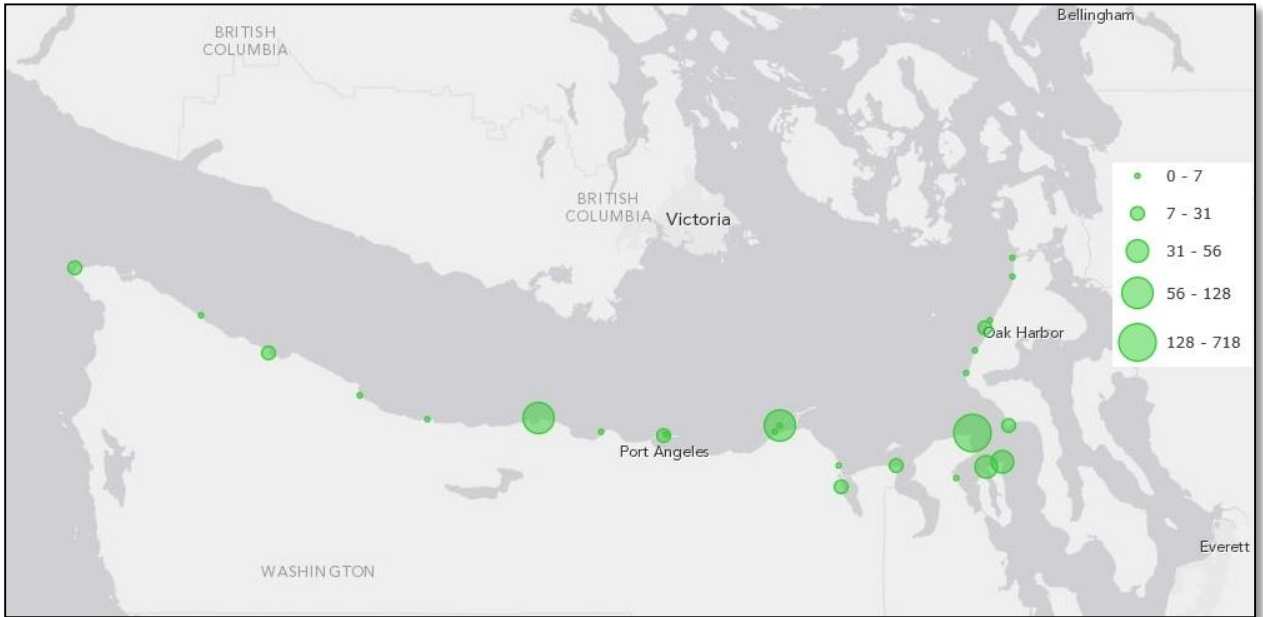 Bellingham
BRITISH
COLUMBIA
0 - 7
BRITISH
COLUMBIA
Victoria
7 - 31
31 - 56
56 - 128
Oak Harbor
128 - 718
Port Angeles
Everett
WASHINGTON